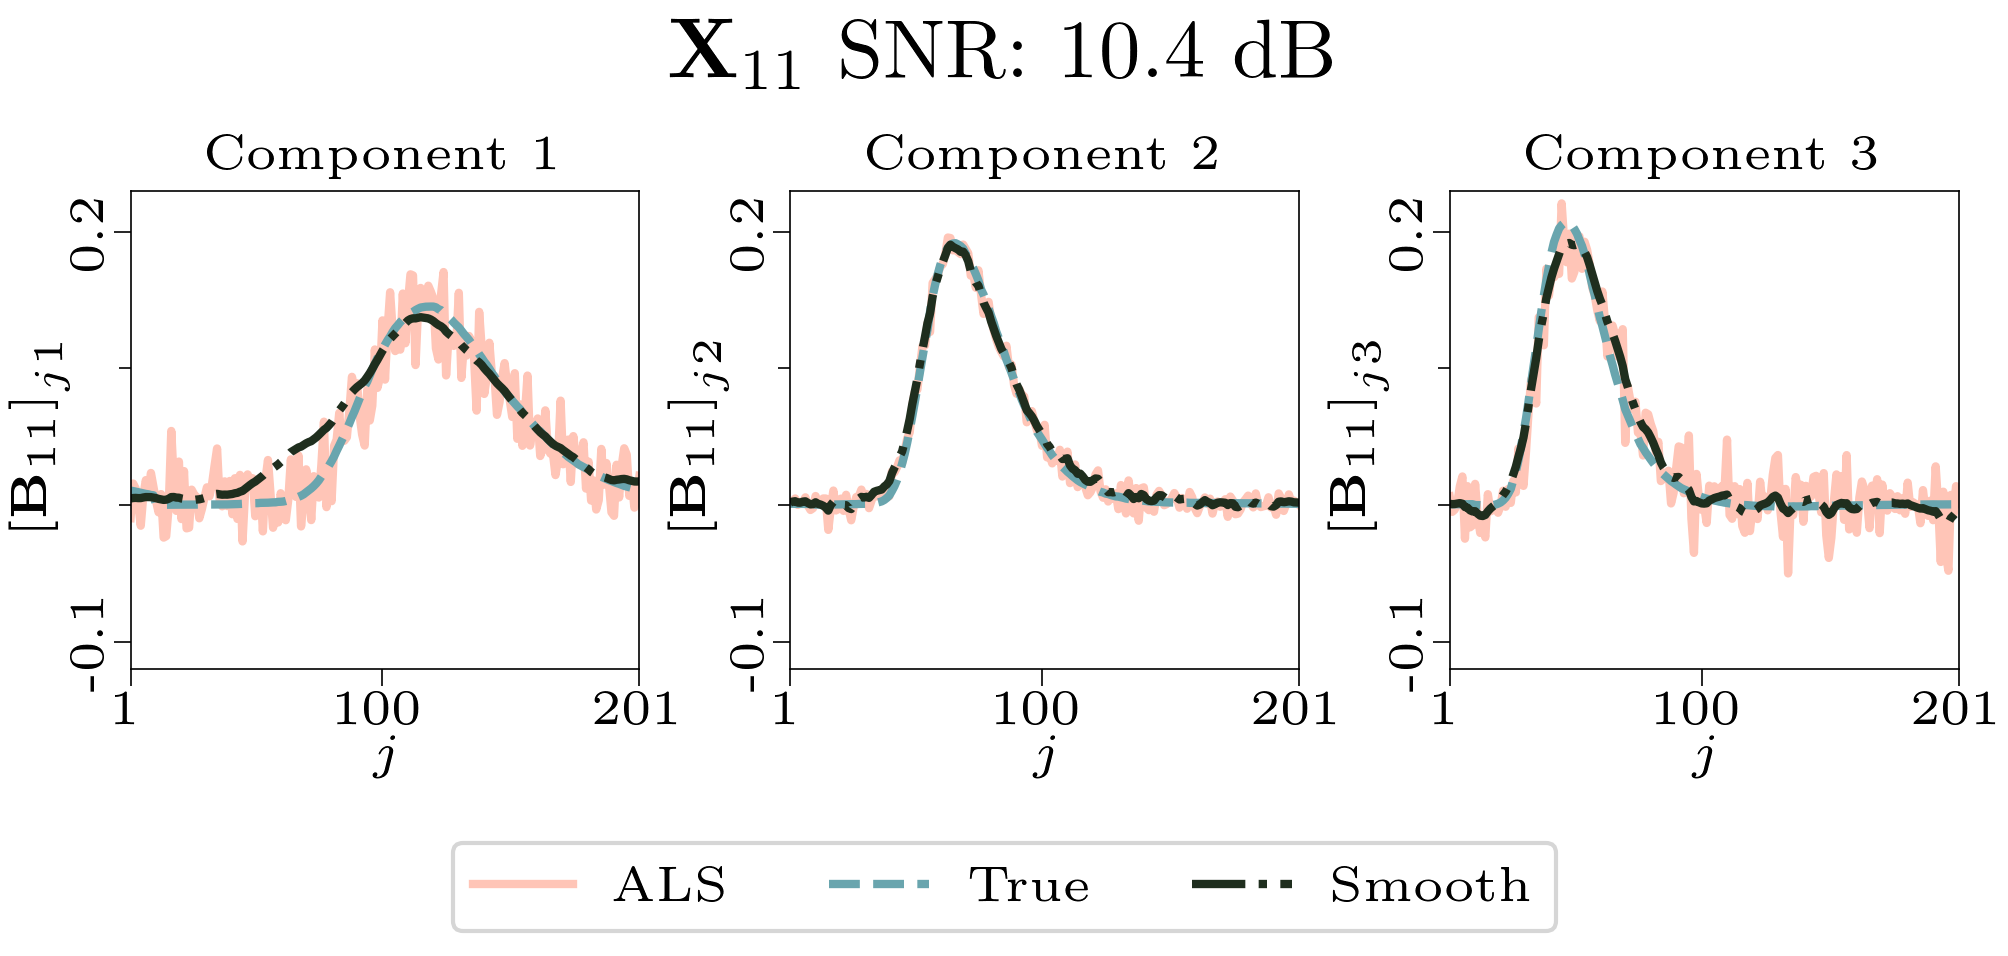 X₁₁ SNR: 10.4 dB
Component 1
Component 2
Component 3
[B₁₁]ⱼ₁
0.2
-0.1
1 100 201
j
[B₁₁]ⱼ₂
0.2
-0.1
1 100 201
j
[B₁₁]ⱼ₃
0.2
-0.1
1 100 201
j
ALS True Smooth